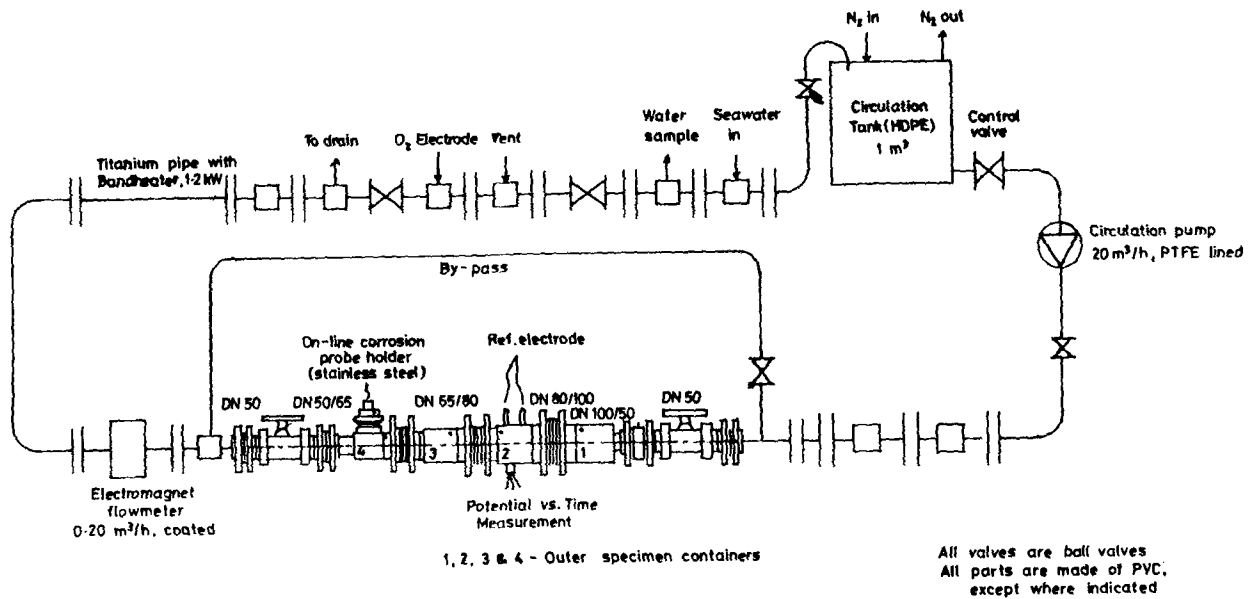 N₂ in
N₂ out
Circulation
Tank(HDPE)
1 m³
Control
valve
Water
sample
Seawater
in
To drain
O₂ Electrode
Vent
Titanium pipe with
Bandheater, 1-2 kW
Circulation pump
20 m³/h, PTFE lined
By-pass
On-line corrosion
probe holder
(stainless steel)
Ref. electrode
DN 50
DN 50/65
DN 65/80
DN 80/100
DN 100/50
DN 50
4
3
2
1
Electromagnet
flowmeter
0-20 m³/h, coated
Potential vs. Time
Measurement
1, 2, 3 & 4 - Outer specimen containers
All valves are ball valves
All parts are made of PVC,
except where indicated